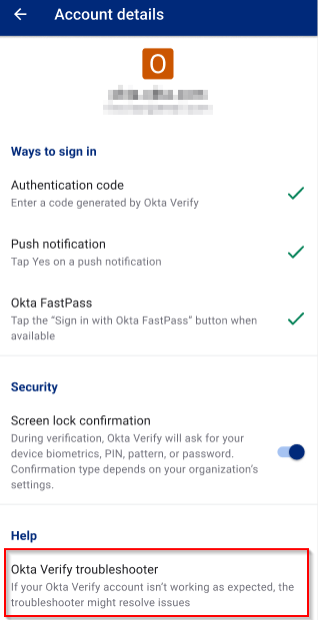 Account details
O
Ways to sign in
Authentication code
Enter a code generated by Okta Verify
Push notification
Tap Yes on a push notification
Okta FastPass
Tap the “Sign in with Okta FastPass” button when
available
Security
Screen lock confirmation
During verification, Okta Verify will ask for your
device biometrics, PIN, pattern, or password.
Confirmation type depends on your organization’s
settings.
Help
Okta Verify troubleshooter
If your Okta Verify account isn’t working as expected, the
troubleshooter might resolve issues